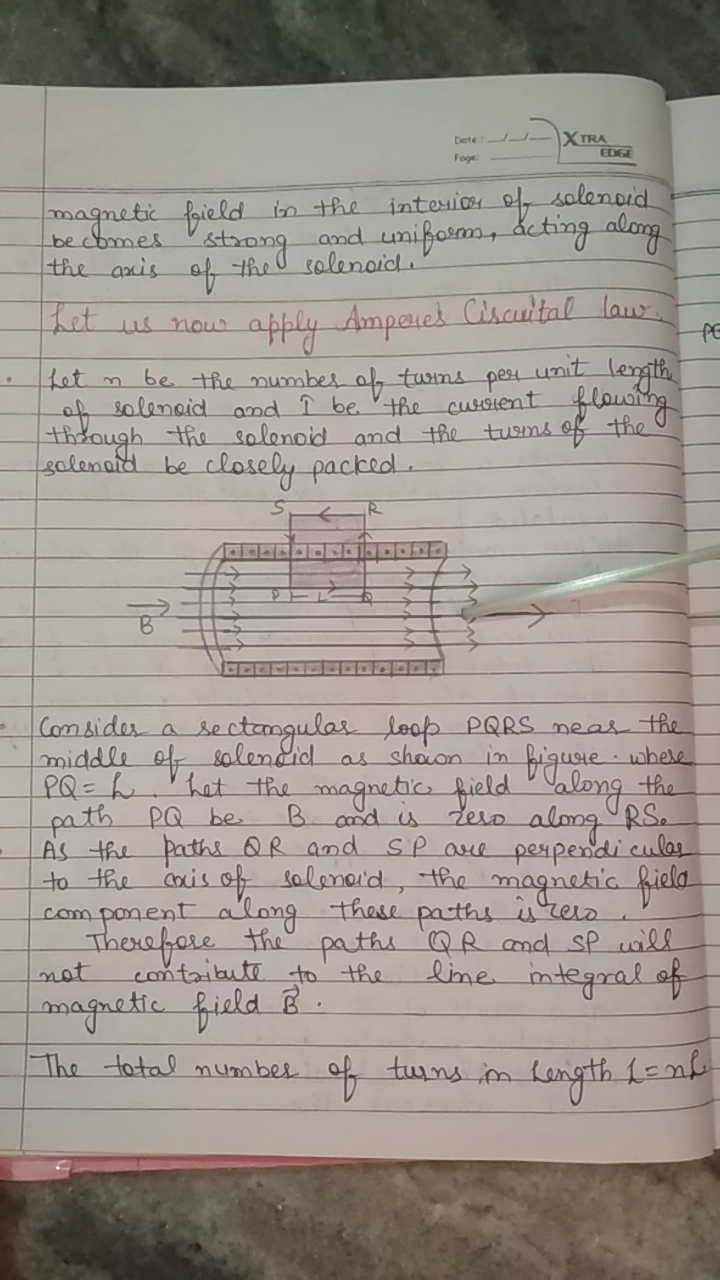 Date : __/__/__
XTRA
EDGE
Page:
magnetic field in the interior of solenoid
becomes strong and uniform, acting along
the axis of the solenoid.
Let us now apply Ampere's Circuital law.
Let n be the number of turns per unit length
of solenoid and I be the current flowing
through the solenoid and the turns of the
solenoid be closely packed.
S R
P L Q
B
Consider a rectangular loop PQRS near the
middle of solenoid as shown in figure. where
PQ = L. Let the magnetic field along the
path PQ be B and is zero along RS.
As the paths QR and SP are perpendicular
to the axis of solenoid, the magnetic field
component along these paths is zero.
Therefore the paths QR and SP will
not contribute to the line integral of
magnetic field B⃗.
The total number of turns in length L = nL